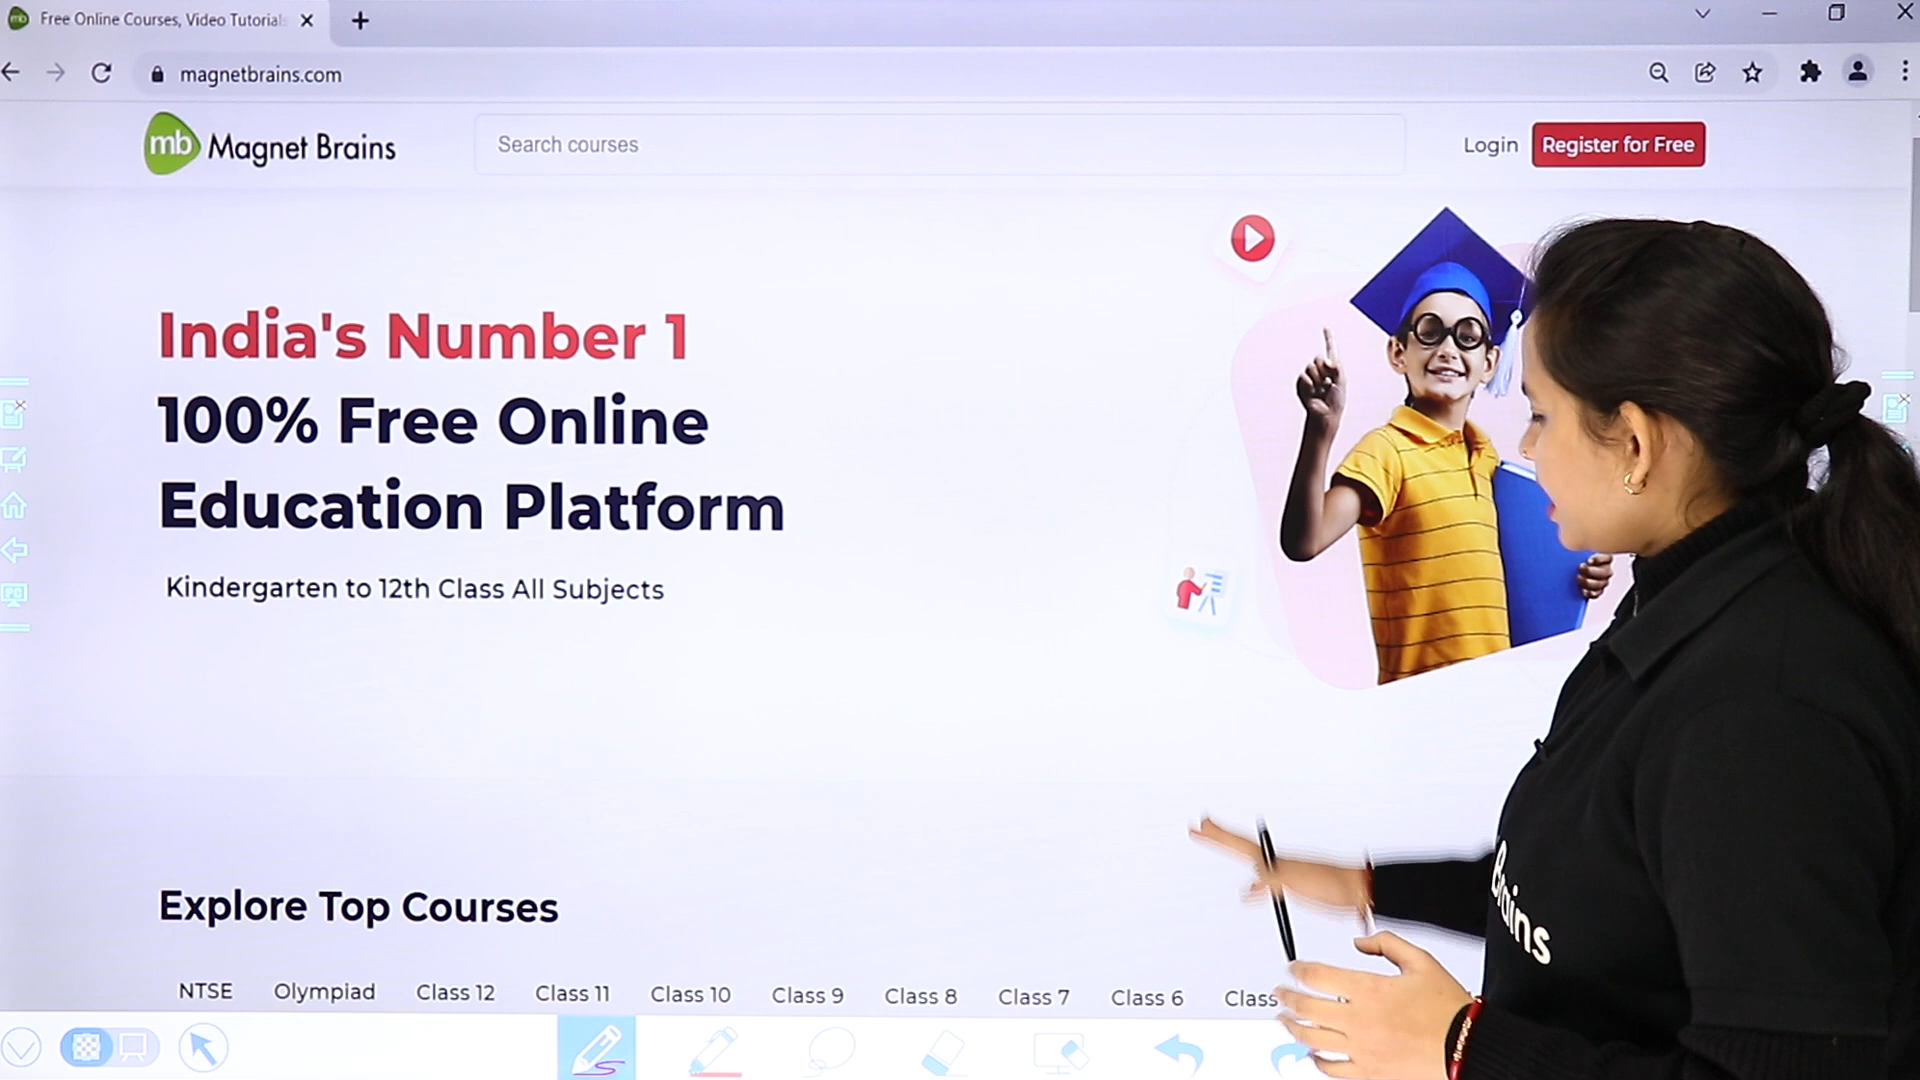 mb Free Online Courses, Video Tutorials
magnetbrains.com
mb Magnet Brains
Search courses
Login
Register for Free
India's Number 1
100% Free Online
Education Platform
Kindergarten to 12th Class All Subjects
Explore Top Courses
NTSE Olympiad Class 12 Class 11 Class 10 Class 9 Class 8 Class 7 Class 6 Class
Brains